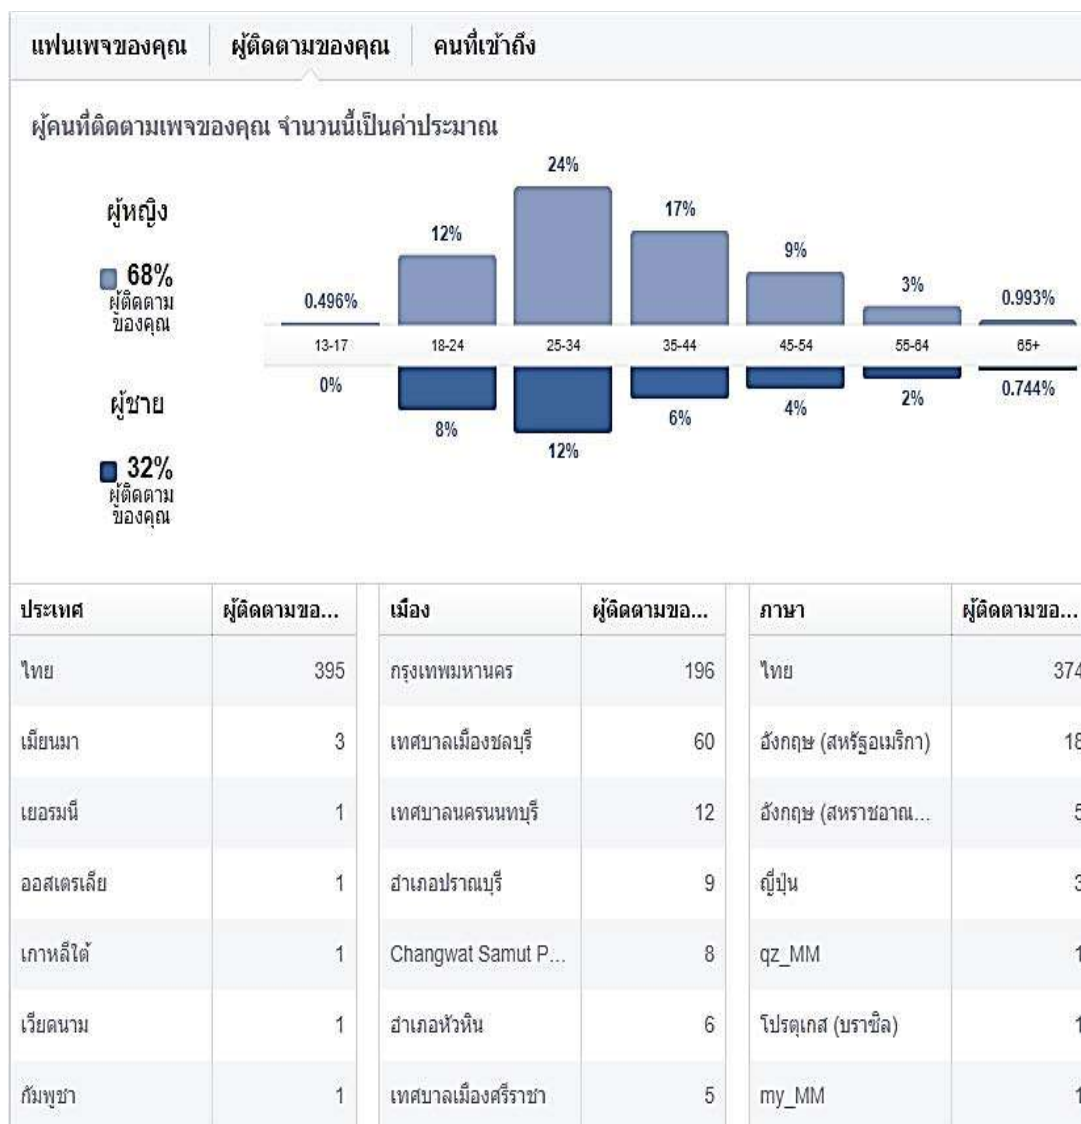 แฟนเพจของคุณ ผู้ติดตามของคุณ คนที่เข้าถึง
ผู้คนที่ติดตามเพจของคุณ จำนวนนี้เป็นค่าประมาณ
ผู้หญิง
68%
ผู้ติดตาม
ของคุณ
0.496% 12% 24% 17% 9% 3% 0.993%
13-17 18-24 25-34 35-44 45-54 55-64 65+
0% 8% 12% 6% 4% 2% 0.744%
ผู้ชาย
32%
ผู้ติดตาม
ของคุณ
ประเทศ ผู้ติดตามขอ... เมือง ผู้ติดตามขอ... ภาษา ผู้ติดตามขอ...
ไทย 395 กรุงเทพมหานคร 196 ไทย 374
เมียนมา 3 เทศบาลเมืองชลบุรี 60 อังกฤษ (สหรัฐอเมริกา) 18
เยอรมนี 1 เทศบาลนครนนทบุรี 12 อังกฤษ (สหราชอาณ... 5
ออสเตรเลีย 1 อำเภอปราณบุรี 9 ญี่ปุ่น 3
เกาหลีใต้ 1 Changwat Samut P... 8 qz_MM 1
เวียดนาม 1 อำเภอหัวหิน 6 โปรตุเกส (บราซิล) 1
กัมพูชา 1 เทศบาลเมืองศรีราชา 5 my_MM 1